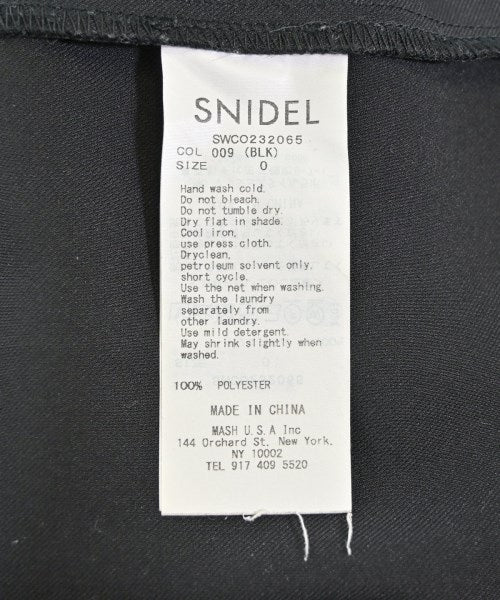 SNIDEL
SWCO232065
COL 009 (BLK)
SIZE 0
Hand wash cold.
Do not bleach.
Do not tumble dry.
Dry flat in shade.
Cool iron,
use press cloth.
Dryclean,
petroleum solvent only,
short cycle.
Use the net when washing.
Wash the laundry
separately from
other laundry.
Use mild detergent.
May shrink slightly when
washed.
100% POLYESTER
MADE IN CHINA
MASH U.S.A Inc
144 Orchard St. New York.
NY 10002
TEL 917 409 5520